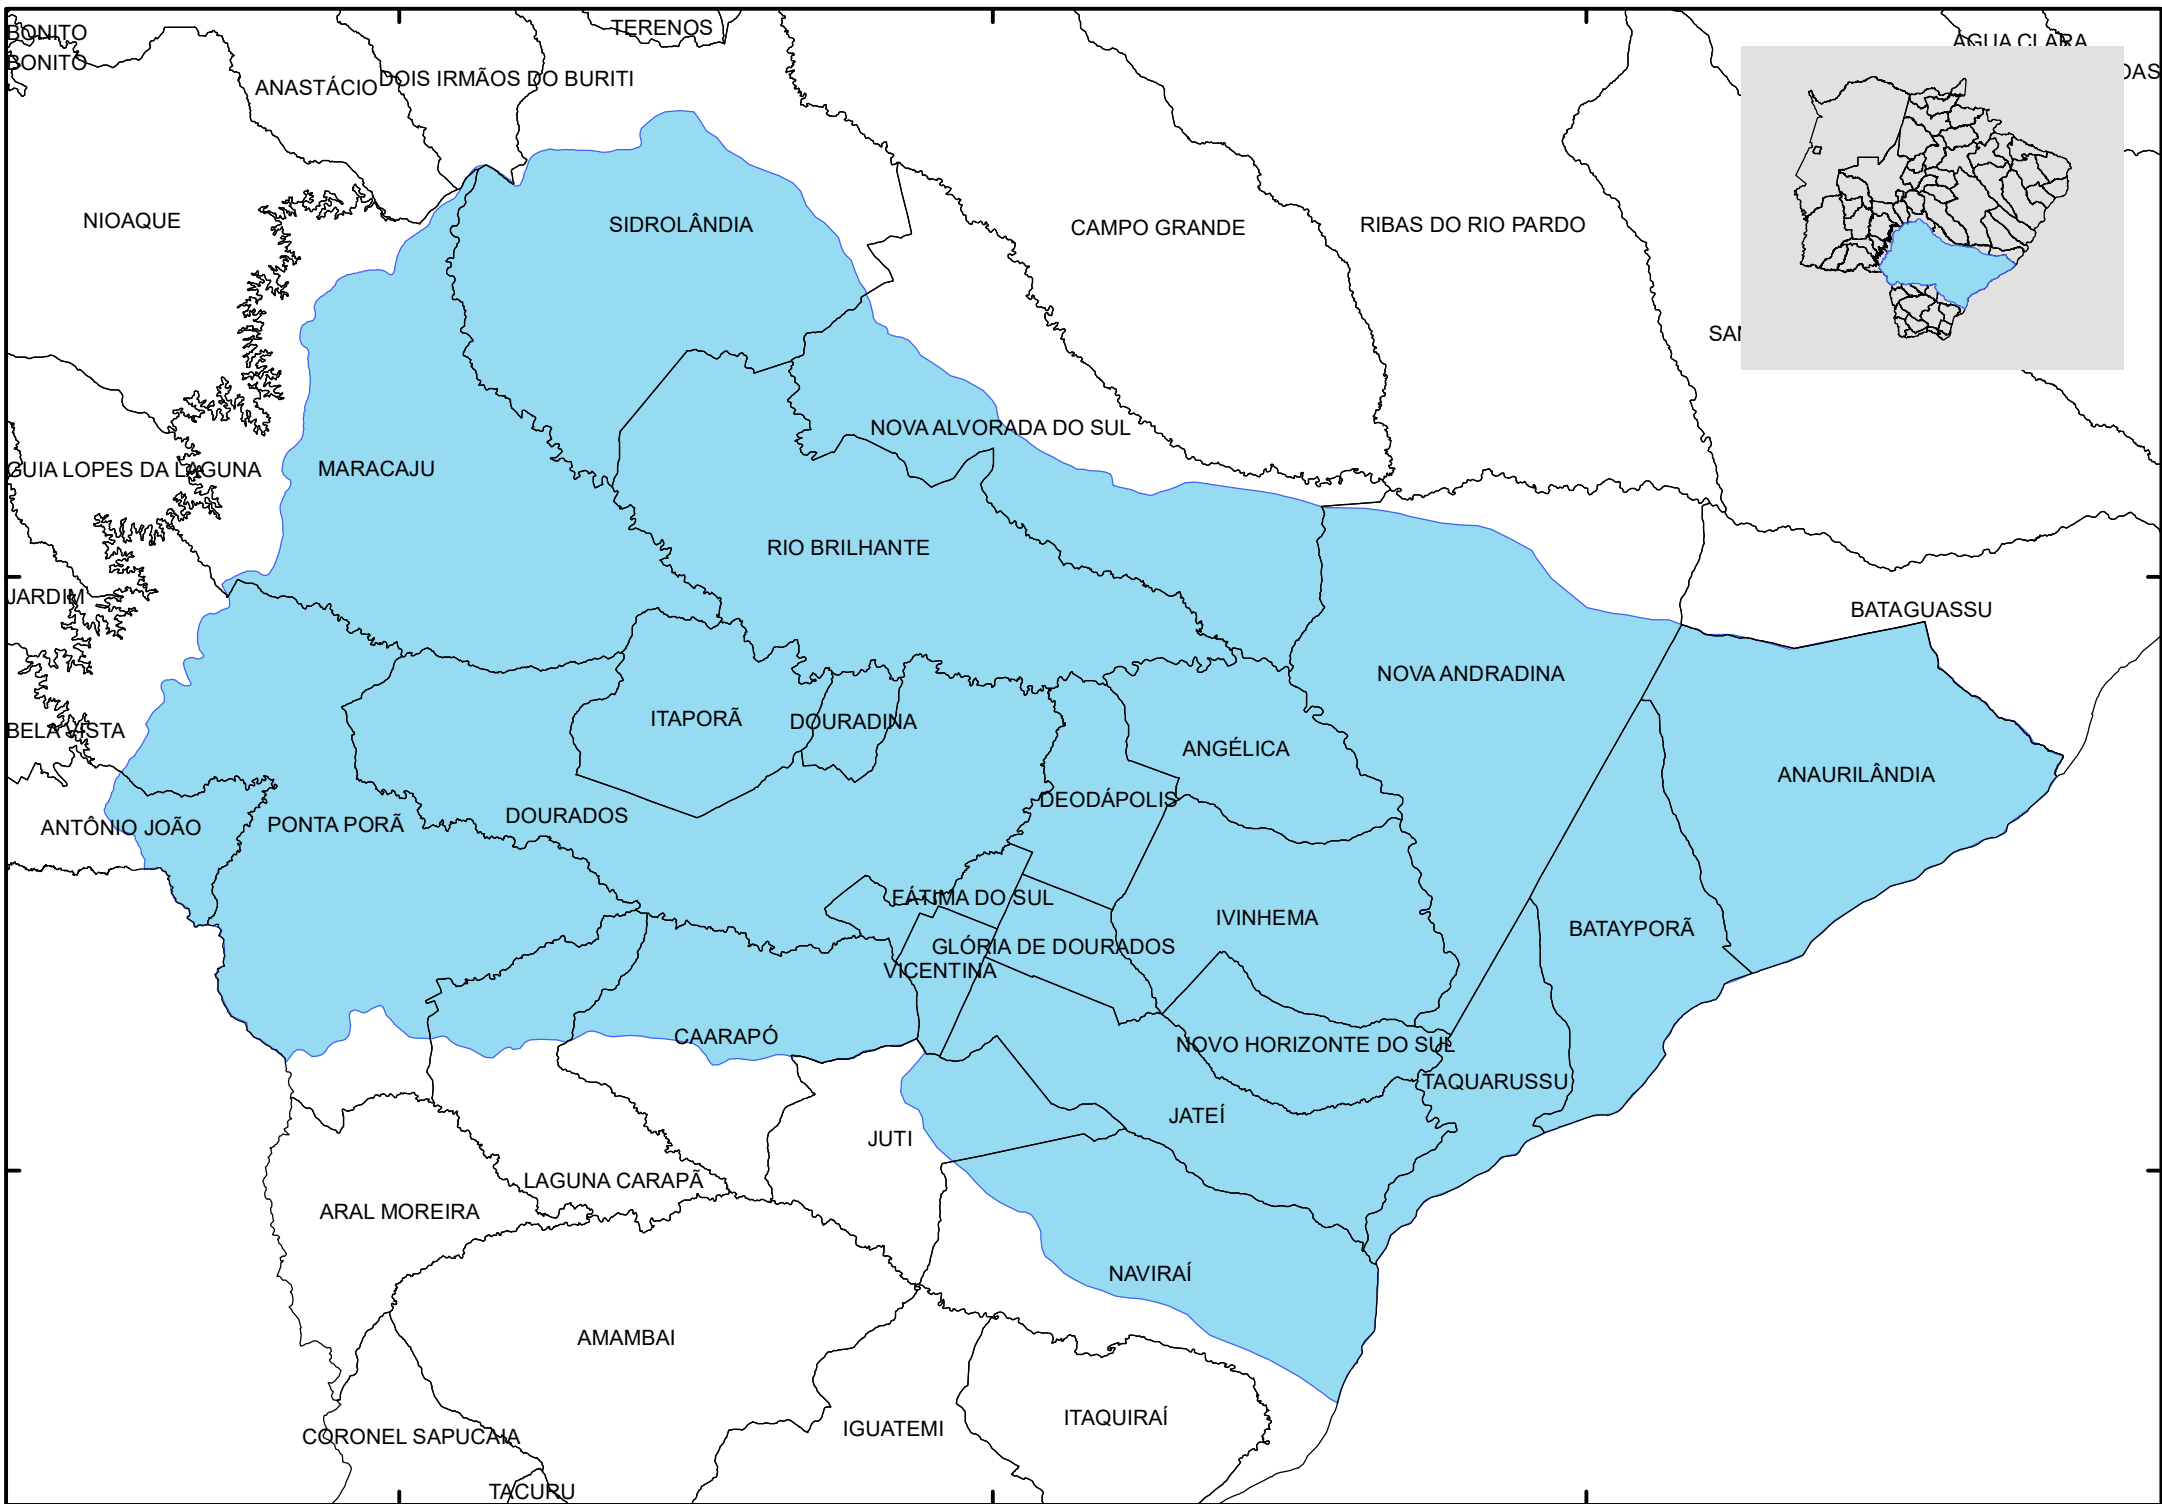 BONITO
TERENOS
ÁGUA CLARA
BONITO
DOIS IRMÃOS DO BURITI
ANASTÁCIO
NIOAQUE
SIDROLÂNDIA
CAMPO GRANDE
RIBAS DO RIO PARDO
NOVA ALVORADA DO SUL
GUIA LOPES DA LAGUNA
MARACAJU
RIO BRILHANTE
JARDIM
BATAGUASSU
NOVA ANDRADINA
ITAPORÃ
DOURADINA
BELA VISTA
ANGÉLICA
ANAURILÂNDIA
DEODÁPOLIS
DOURADOS
ANTÔNIO JOÃO
PONTA PORÃ
FÁTIMA DO SUL
IVINHEMA
BATAYPORÃ
GLÓRIA DE DOURADOS
VICENTINA
CAARAPÓ
NOVO HORIZONTE DO SUL
TAQUARUSSU
JATEÍ
JUTI
LAGUNA CARAPÃ
ARAL MOREIRA
NAVIRAÍ
AMAMBAI
ITAQUIRAÍ
IGUATEMI
CORONEL SAPUCAIA
TACURU